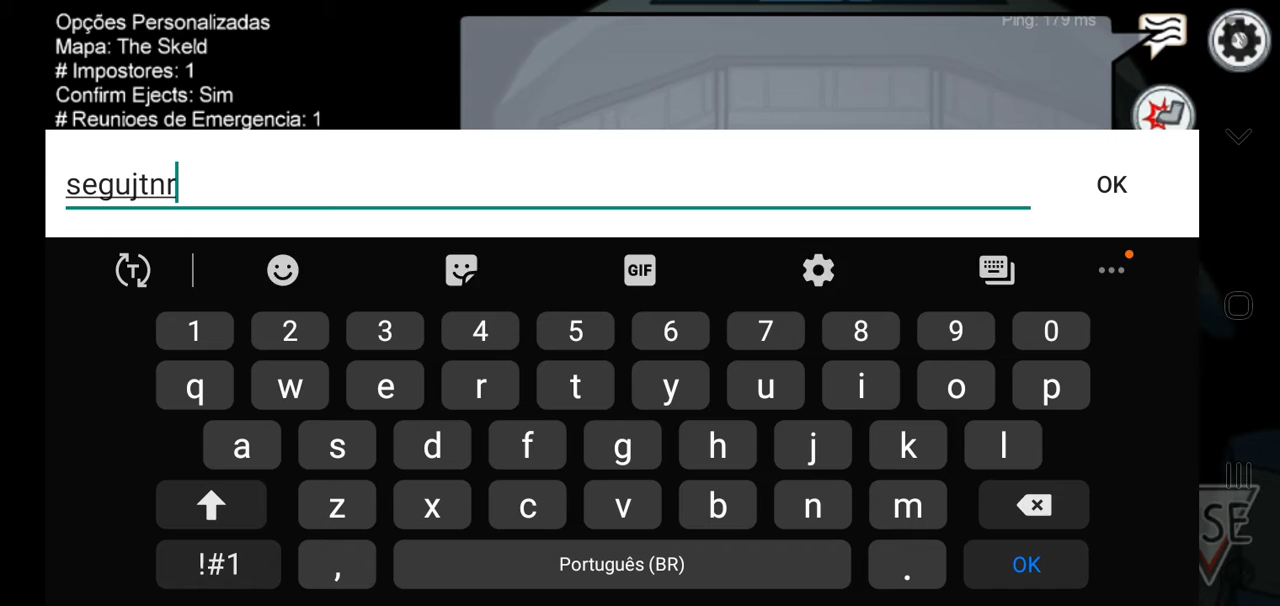 Opções Personalizadas
Mapa: The Skeld
# Impostores: 1
Confirm Ejects: Sim
# Reunioes de Emergencia: 1
Ping: 179 ms
segujtnr
OK
GIF
1 2 3 4 5 6 7 8 9 0
q w e r t y u i o p
a s d f g h j k l
z x c v b n m
!#1 , Português (BR) . OK
SE